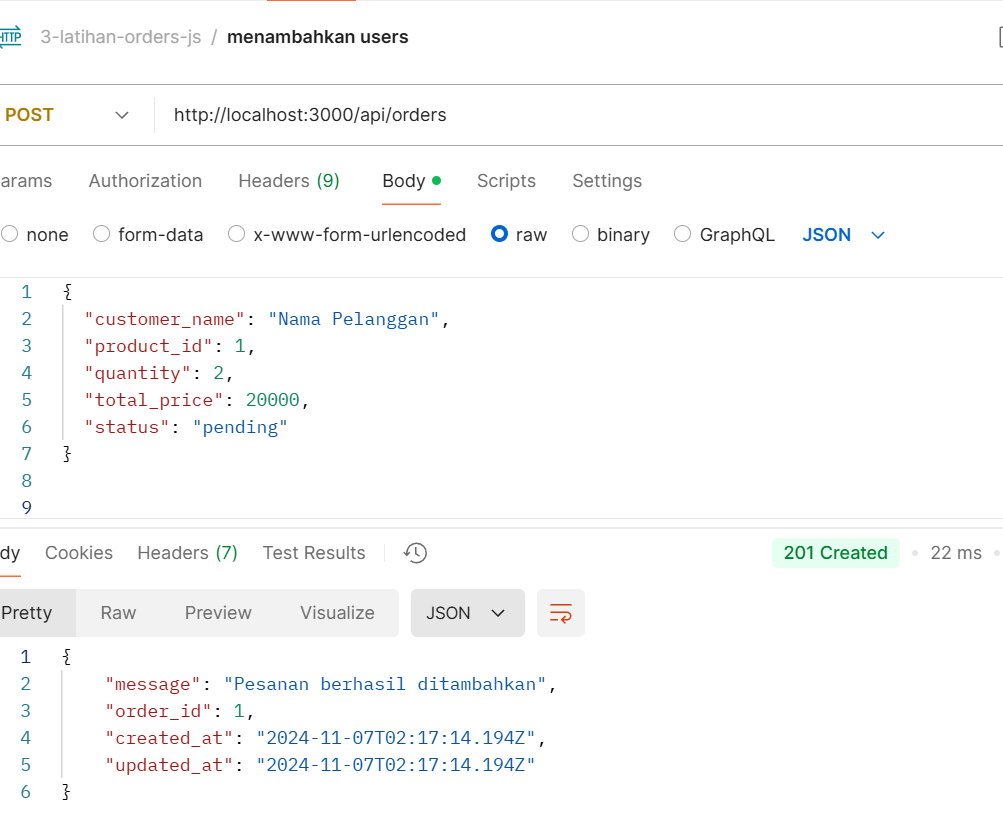 HTTP 3-latihan-orders-js / menambahkan users
POST http://localhost:3000/api/orders
arams Authorization Headers (9) Body Scripts Settings
none form-data x-www-form-urlencoded raw binary GraphQL JSON
1 {
2 "customer_name": "Nama Pelanggan",
3 "product_id": 1,
4 "quantity": 2,
5 "total_price": 20000,
6 "status": "pending"
7 }
8
9
dy Cookies Headers (7) Test Results 201 Created • 22 ms •
Pretty Raw Preview Visualize JSON
1 {
2 "message": "Pesanan berhasil ditambahkan",
3 "order_id": 1,
4 "created_at": "2024-11-07T02:17:14.194Z",
5 "updated_at": "2024-11-07T02:17:14.194Z"
6 }